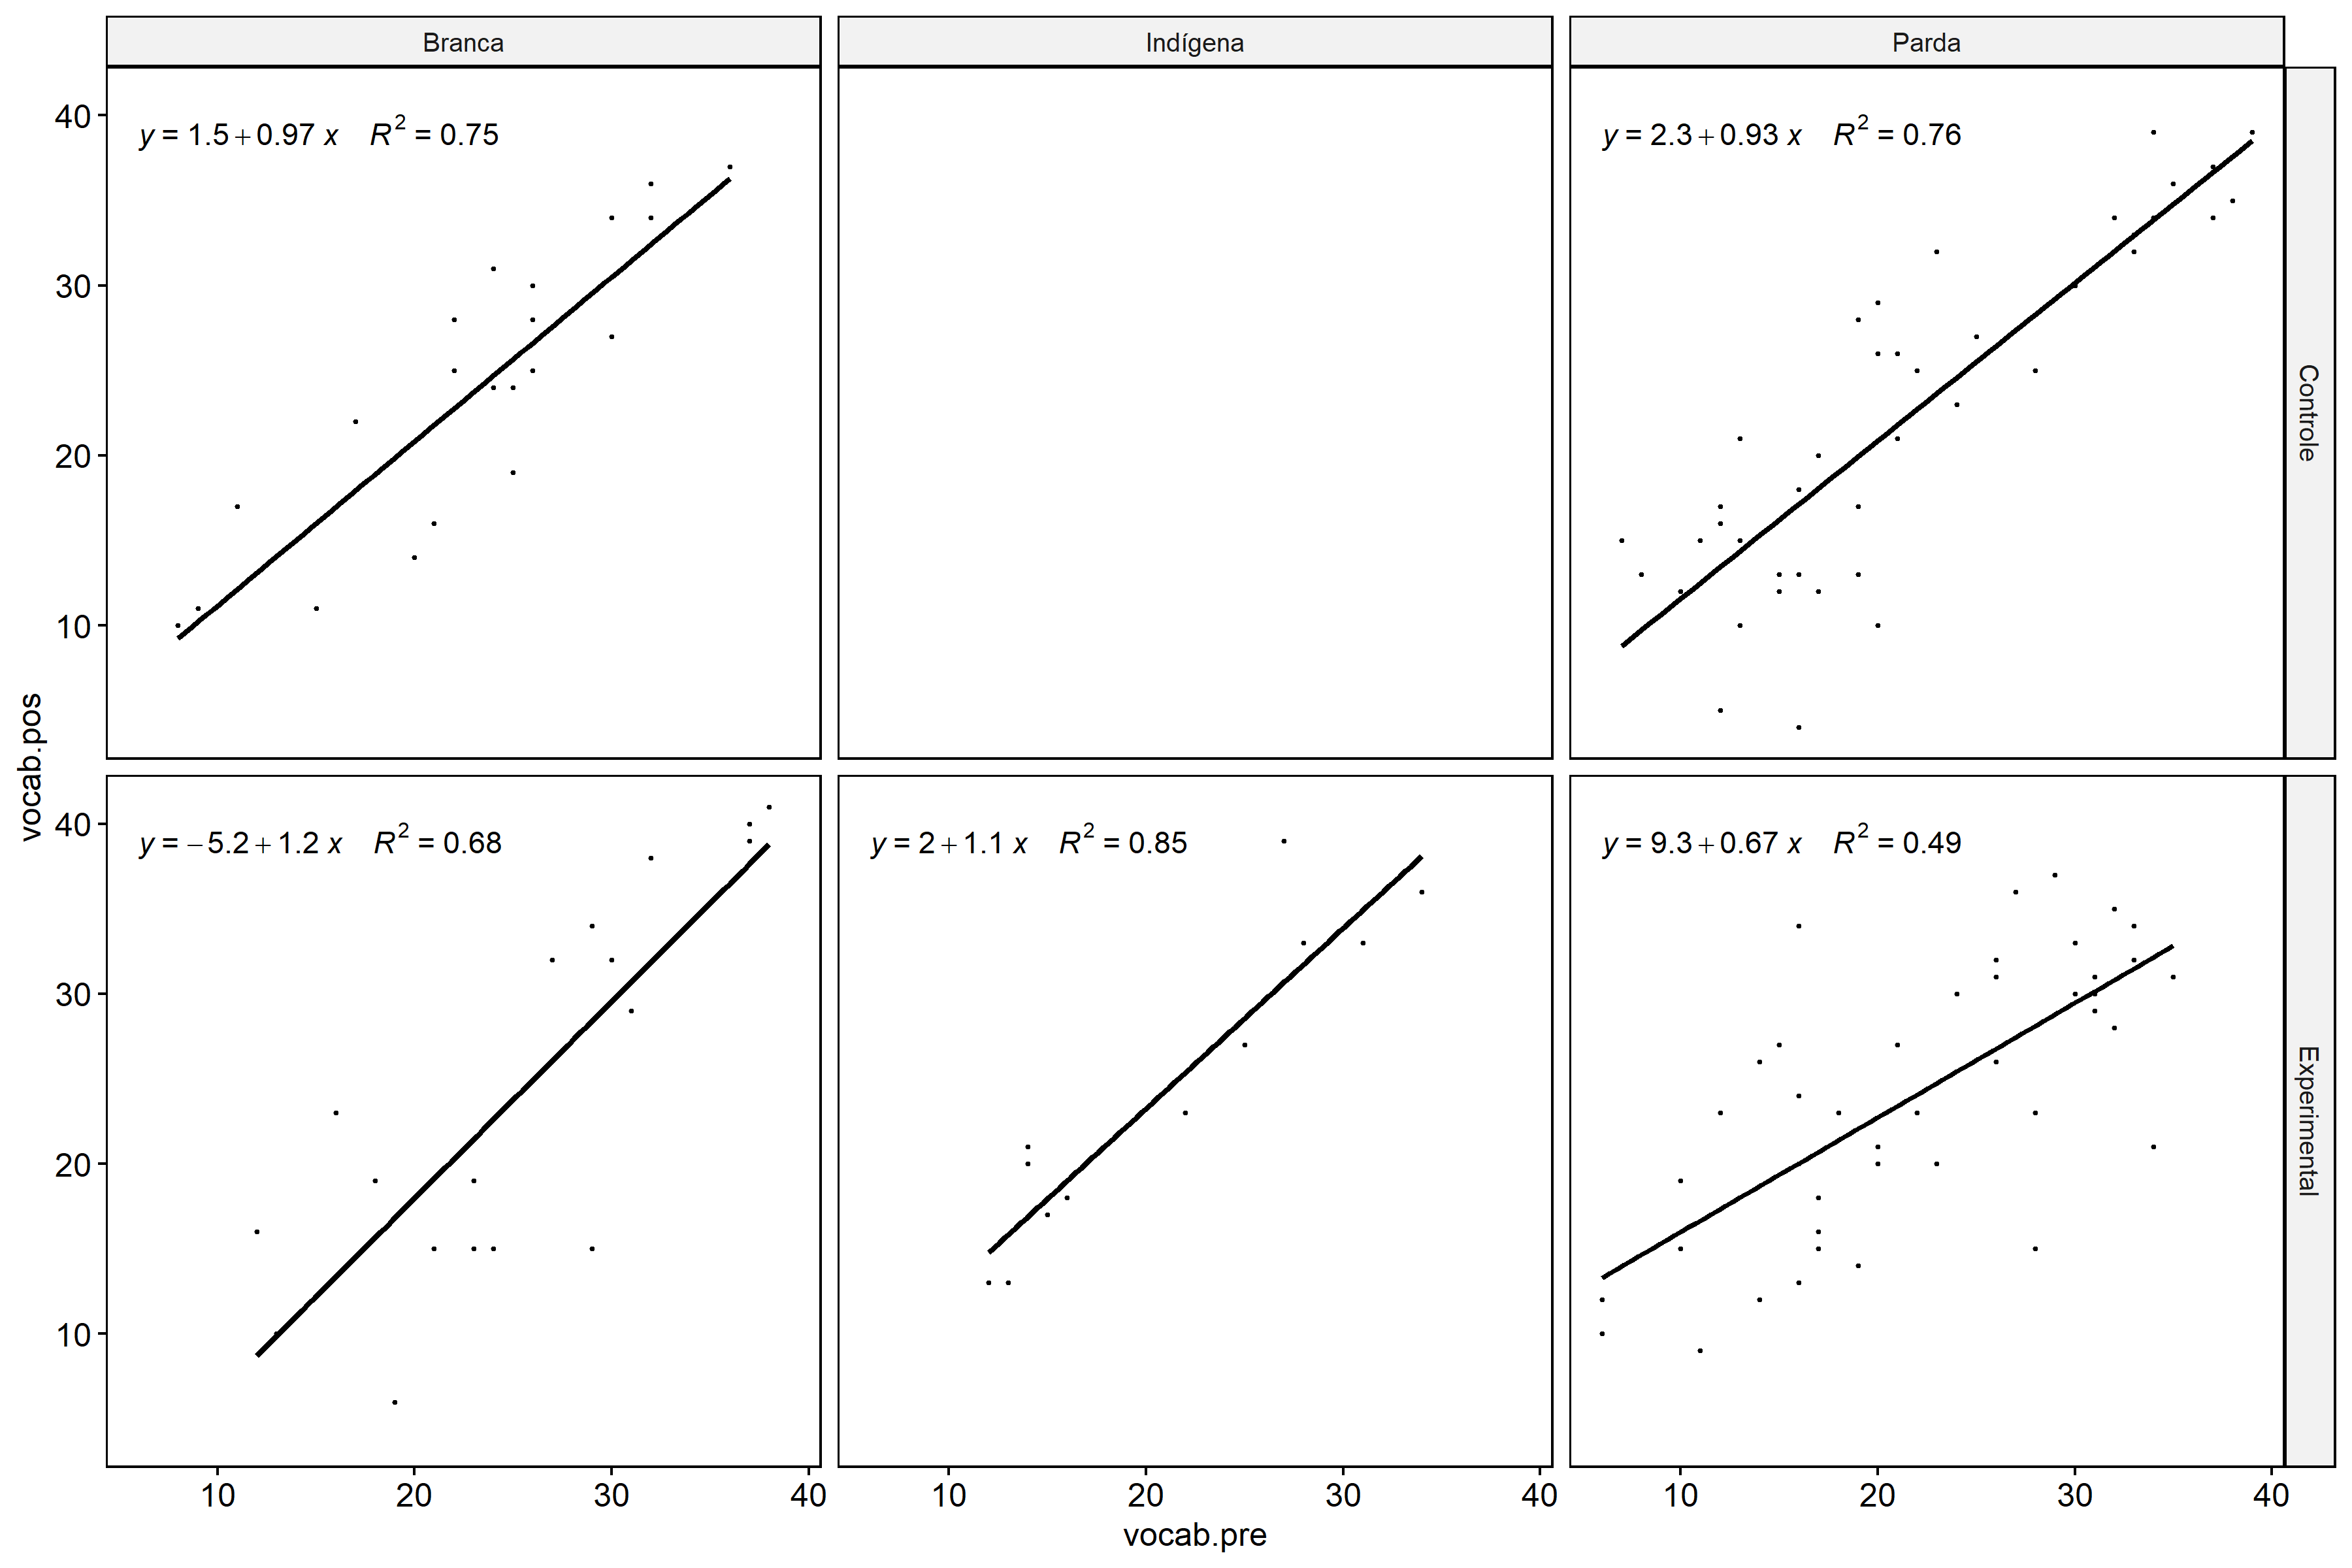 Branca
Indígena
Parda
40
30
20
10
y = 1.5 + 0.97 x R² = 0.75
y = 2.3 + 0.93 x R² = 0.76
Controle
vocab.pos
40
30
20
10
y = −5.2 + 1.2 x R² = 0.68
y = 2 + 1.1 x R² = 0.85
y = 9.3 + 0.67 x R² = 0.49
Experimental
10 20 30 40
10 20 30 40
10 20 30 40
vocab.pre